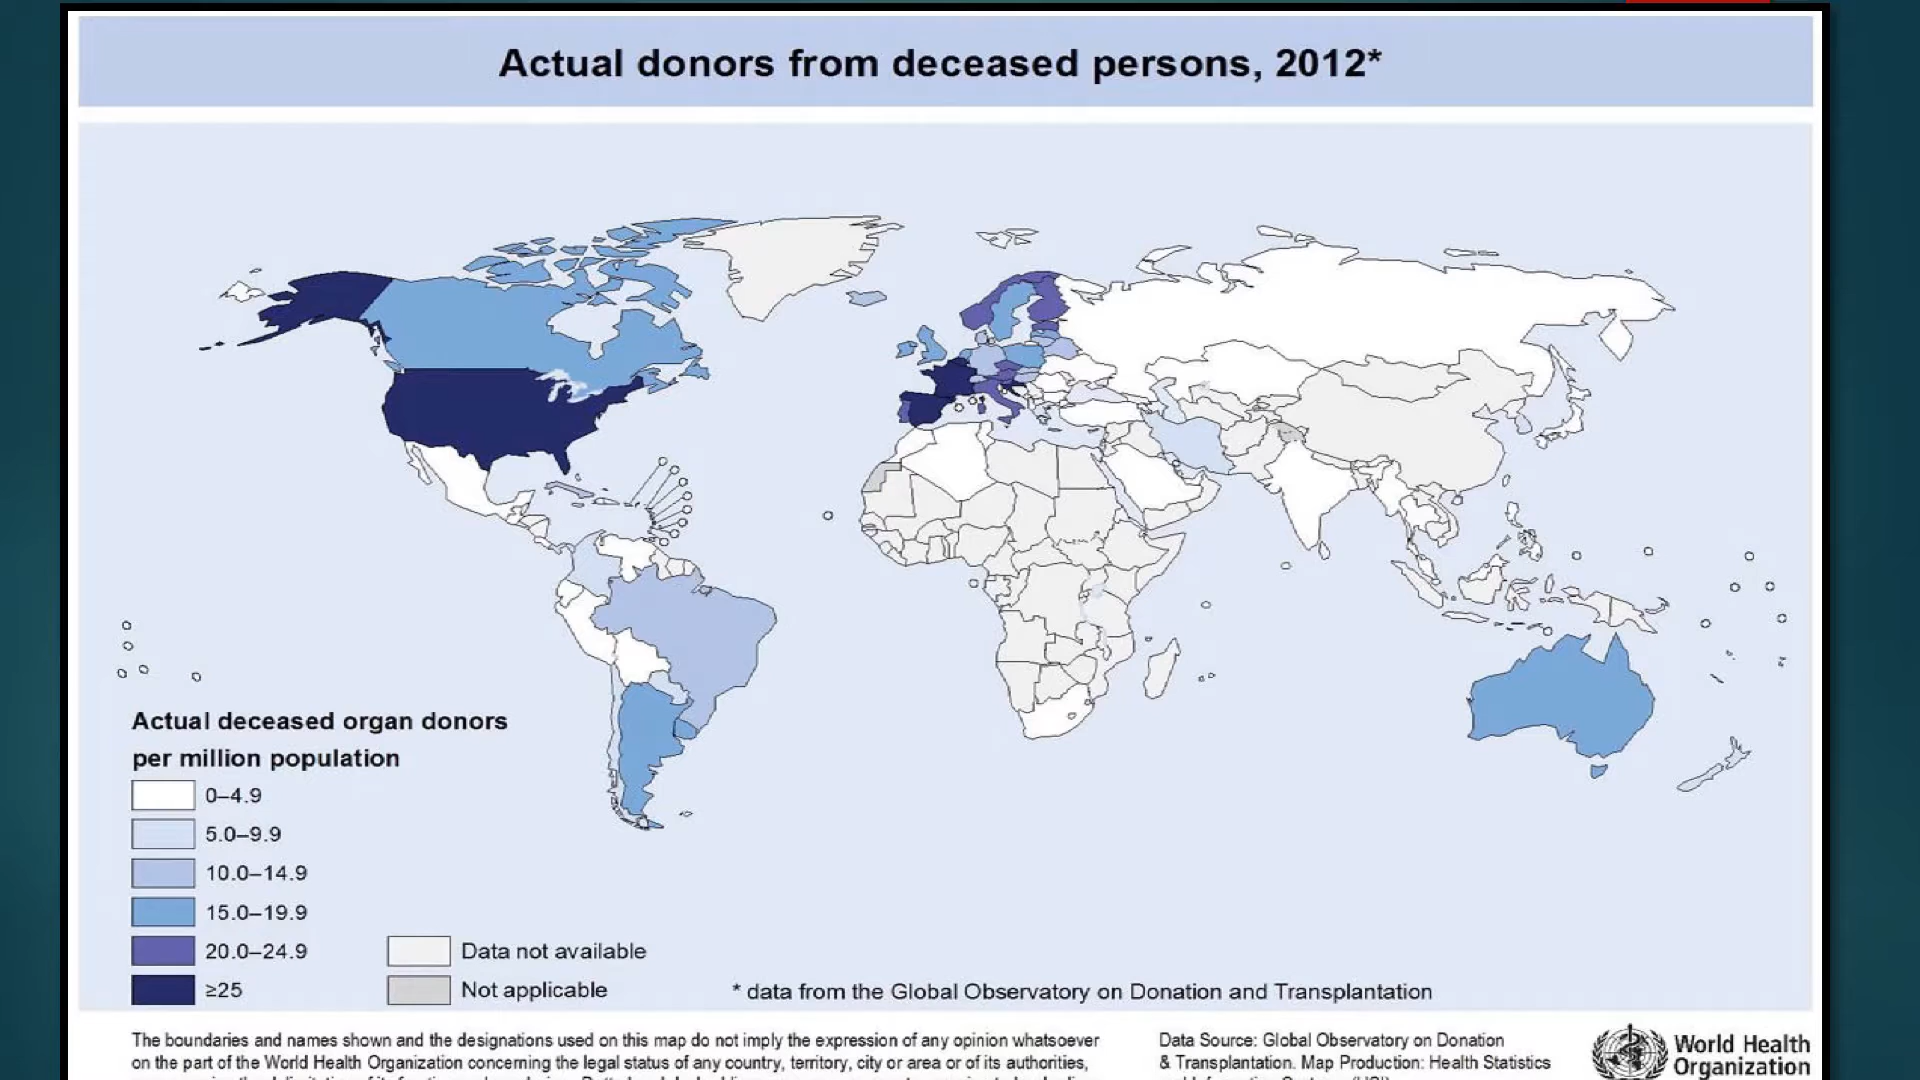 Actual donors from deceased persons, 2012*
Actual deceased organ donors
per million population
0–4.9
5.0–9.9
10.0–14.9
15.0–19.9
20.0–24.9
≥25
Data not available
Not applicable
* data from the Global Observatory on Donation and Transplantation
The boundaries and names shown and the designations used on this map do not imply the expression of any opinion whatsoever
on the part of the World Health Organization concerning the legal status of any country, territory, city or area or of its authorities,
Data Source: Global Observatory on Donation
& Transplantation. Map Production: Health Statistics
World Health
Organization